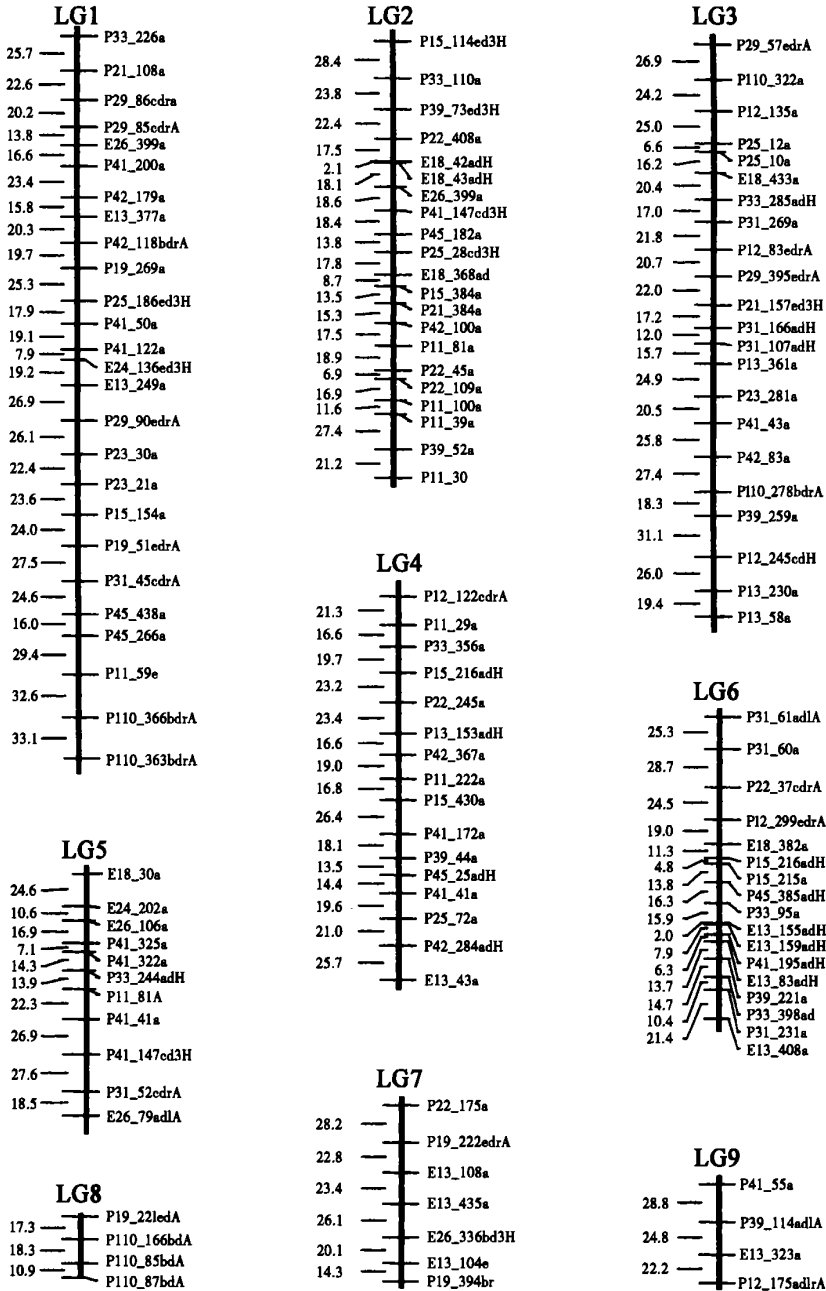 LG1
P33_226a
25.7
P21_108a
22.6
P29_86cdra
20.2
P29_85cdrA
13.8
E26_399a
16.6
P41_200a
23.4
P42_179a
15.8
E13_377a
20.3
P42_118bdrA
19.7
P19_269a
25.3
P25_186ed3H
17.9
P41_50a
19.1
P41_122a
7.9
E24_136ed3H
19.2
E13_249a
26.9
P29_90edrA
26.1
P23_30a
22.4
P23_21a
23.6
P15_154a
24.0
P19_51edrA
27.5
P31_45cdrA
24.6
P45_438a
16.0
P45_266a
29.4
P11_59e
32.6
P110_366bdrA
33.1
P110_363bdrA
LG2
P15_114ed3H
28.4
P33_110a
23.8
P39_73ed3H
22.4
P22_408a
17.5
E18_42adH
2.1
E18_43adH
18.1
E26_399a
18.6
P41_147cd3H
18.4
P45_182a
13.8
P25_28cd3H
17.8
E18_368ad
8.7
P15_384a
13.5
P21_384a
15.3
P42_100a
17.5
P11_81a
18.9
P22_45a
6.9
P22_109a
16.9
P11_100a
11.6
P11_39a
27.4
P39_52a
21.2
P11_30
LG3
P29_57edrA
26.9
P110_322a
24.2
P12_135a
25.0
P25_12a
6.6
P25_10a
16.2
E18_433a
20.4
P33_285adH
17.0
P31_269a
21.8
P12_83edrA
20.7
P29_395edrA
22.0
P21_157ed3H
17.2
P31_166adH
12.0
P31_107adH
15.7
P13_361a
24.9
P23_281a
20.5
P41_43a
25.8
P42_83a
27.4
P110_278bdrA
18.3
P39_259a
31.1
P12_245cdH
26.0
P13_230a
19.4
P13_58a
LG4
P12_122cdrA
21.3
P11_29a
16.6
P33_356a
19.7
P15_216adH
23.2
P22_245a
23.4
P13_153adH
16.6
P42_367a
19.0
P11_222a
16.8
P15_430a
26.4
P41_172a
18.1
P39_44a
13.5
P45_25adH
14.4
P41_41a
19.6
P25_72a
21.0
P42_284adH
25.7
E13_43a
LG5
E18_30a
24.6
E24_202a
10.6
E26_106a
16.9
P41_325a
7.1
P41_322a
14.3
P33_244adH
13.9
P11_81A
22.3
P41_41a
26.9
P41_147cd3H
27.6
P31_52cdrA
18.5
E26_79adlA
LG6
P31_61adlA
25.3
P31_60a
28.7
P22_37cdrA
24.5
P12_299edrA
19.0
E18_382a
11.3
P15_216adH
4.8
P15_215a
13.8
P45_385adH
16.3
P33_95a
15.9
E13_155adH
2.0
E13_159adH
7.9
P41_195adH
6.3
E13_83adH
13.7
P39_221a
14.7
P33_398ad
10.4
P31_231a
21.4
E13_408a
LG7
P22_175a
28.2
P19_222edrA
22.8
E13_108a
23.4
E13_435a
26.1
E26_336bd3H
20.1
E13_104e
14.3
P19_394br
LG8
P19_221edA
17.3
P110_166bdA
18.3
P110_85bdA
10.9
P110_87bdA
LG9
P41_55a
28.8
P39_114adlA
24.8
E13_323a
22.2
P12_175adlrA